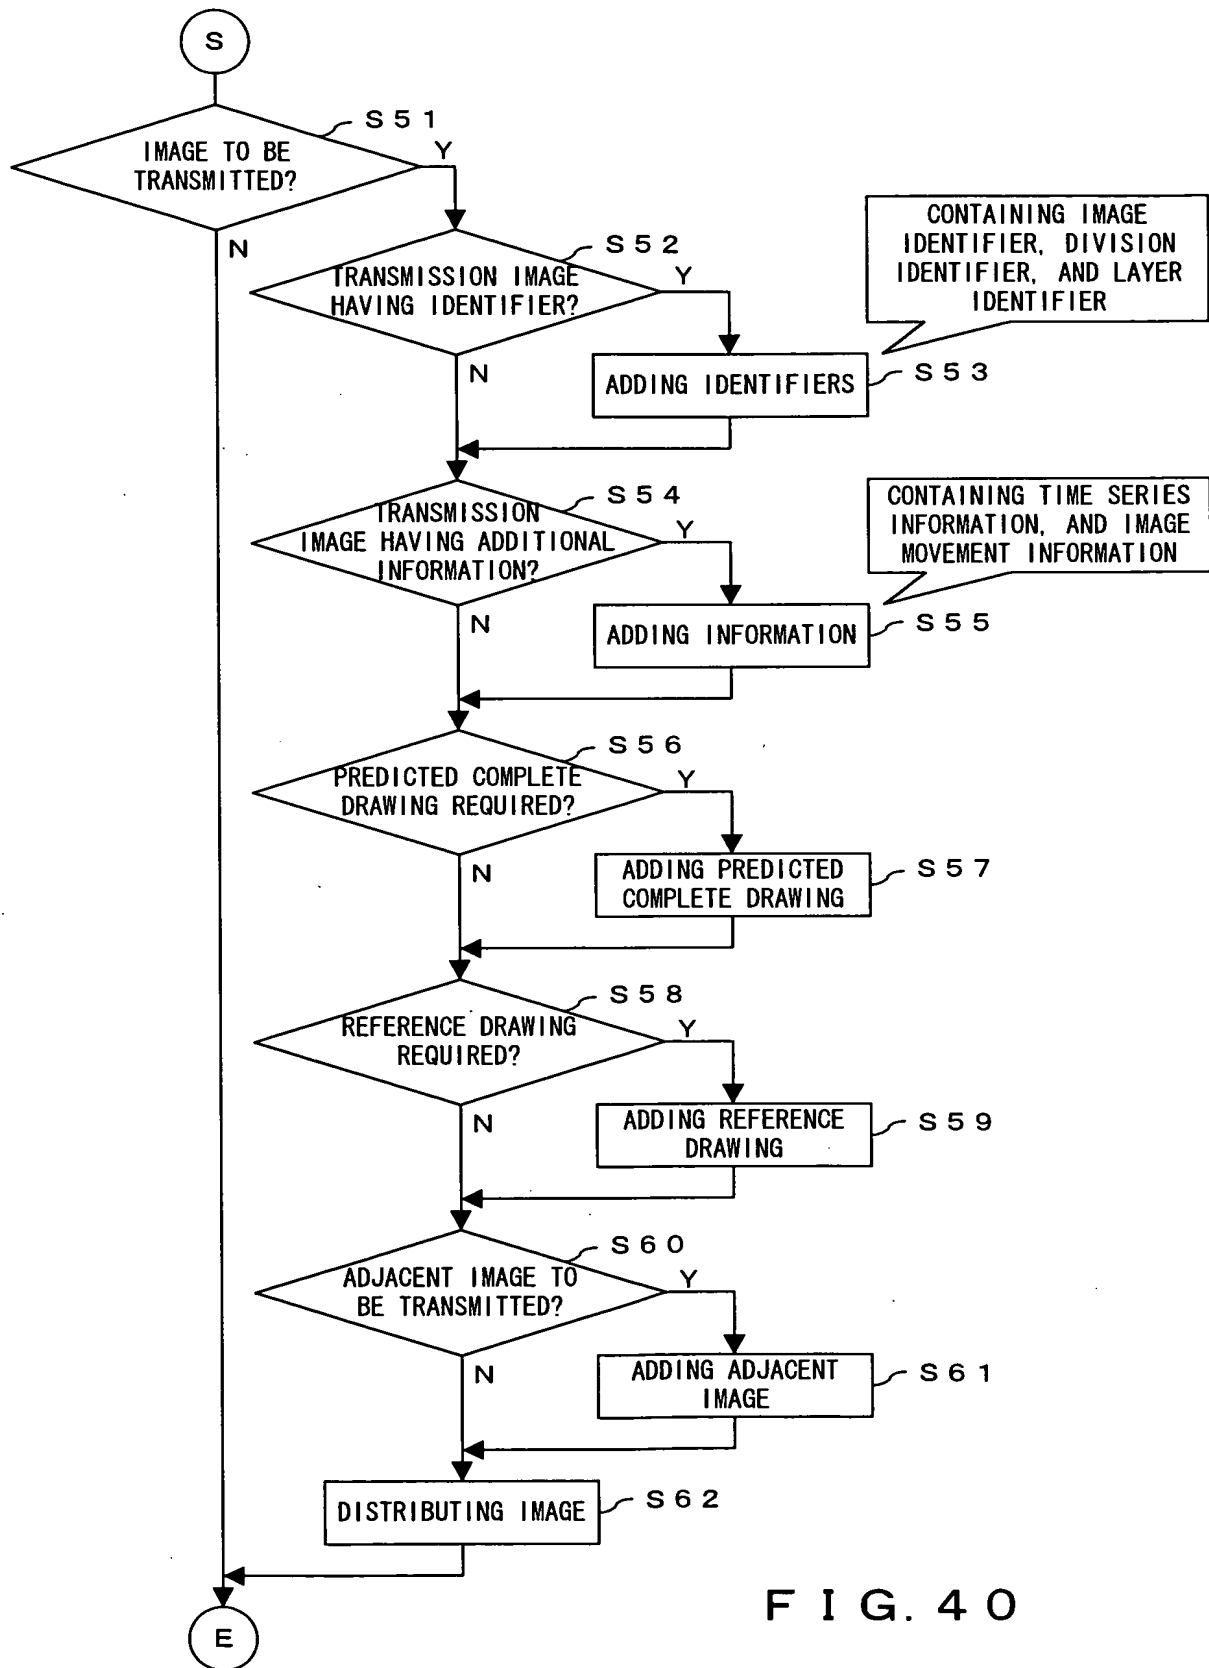 S
S51
IMAGE TO BE
TRANSMITTED?
Y
N
S52
TRANSMISSION IMAGE
HAVING IDENTIFIER?
Y
N
CONTAINING IMAGE
IDENTIFIER, DIVISION
IDENTIFIER, AND LAYER
IDENTIFIER
ADDING IDENTIFIERS
S53
S54
TRANSMISSION
IMAGE HAVING ADDITIONAL
INFORMATION?
Y
N
CONTAINING TIME SERIES
INFORMATION, AND IMAGE
MOVEMENT INFORMATION
ADDING INFORMATION
S55
S56
PREDICTED COMPLETE
DRAWING REQUIRED?
Y
N
ADDING PREDICTED
COMPLETE DRAWING
S57
S58
REFERENCE DRAWING
REQUIRED?
Y
N
ADDING REFERENCE
DRAWING
S59
S60
ADJACENT IMAGE TO
BE TRANSMITTED?
Y
N
ADDING ADJACENT
IMAGE
S61
DISTRIBUTING IMAGE
S62
E
FIG. 40